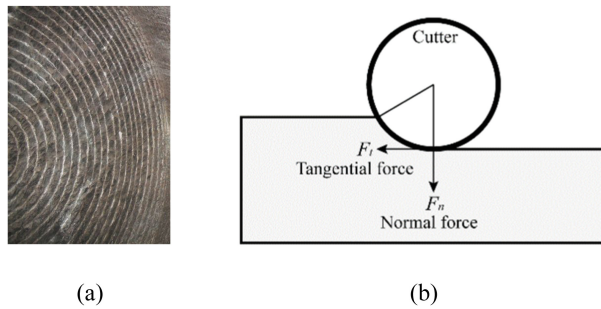 Cutter
Ft
Tangential force
Fn
Normal force
(a)
(b)